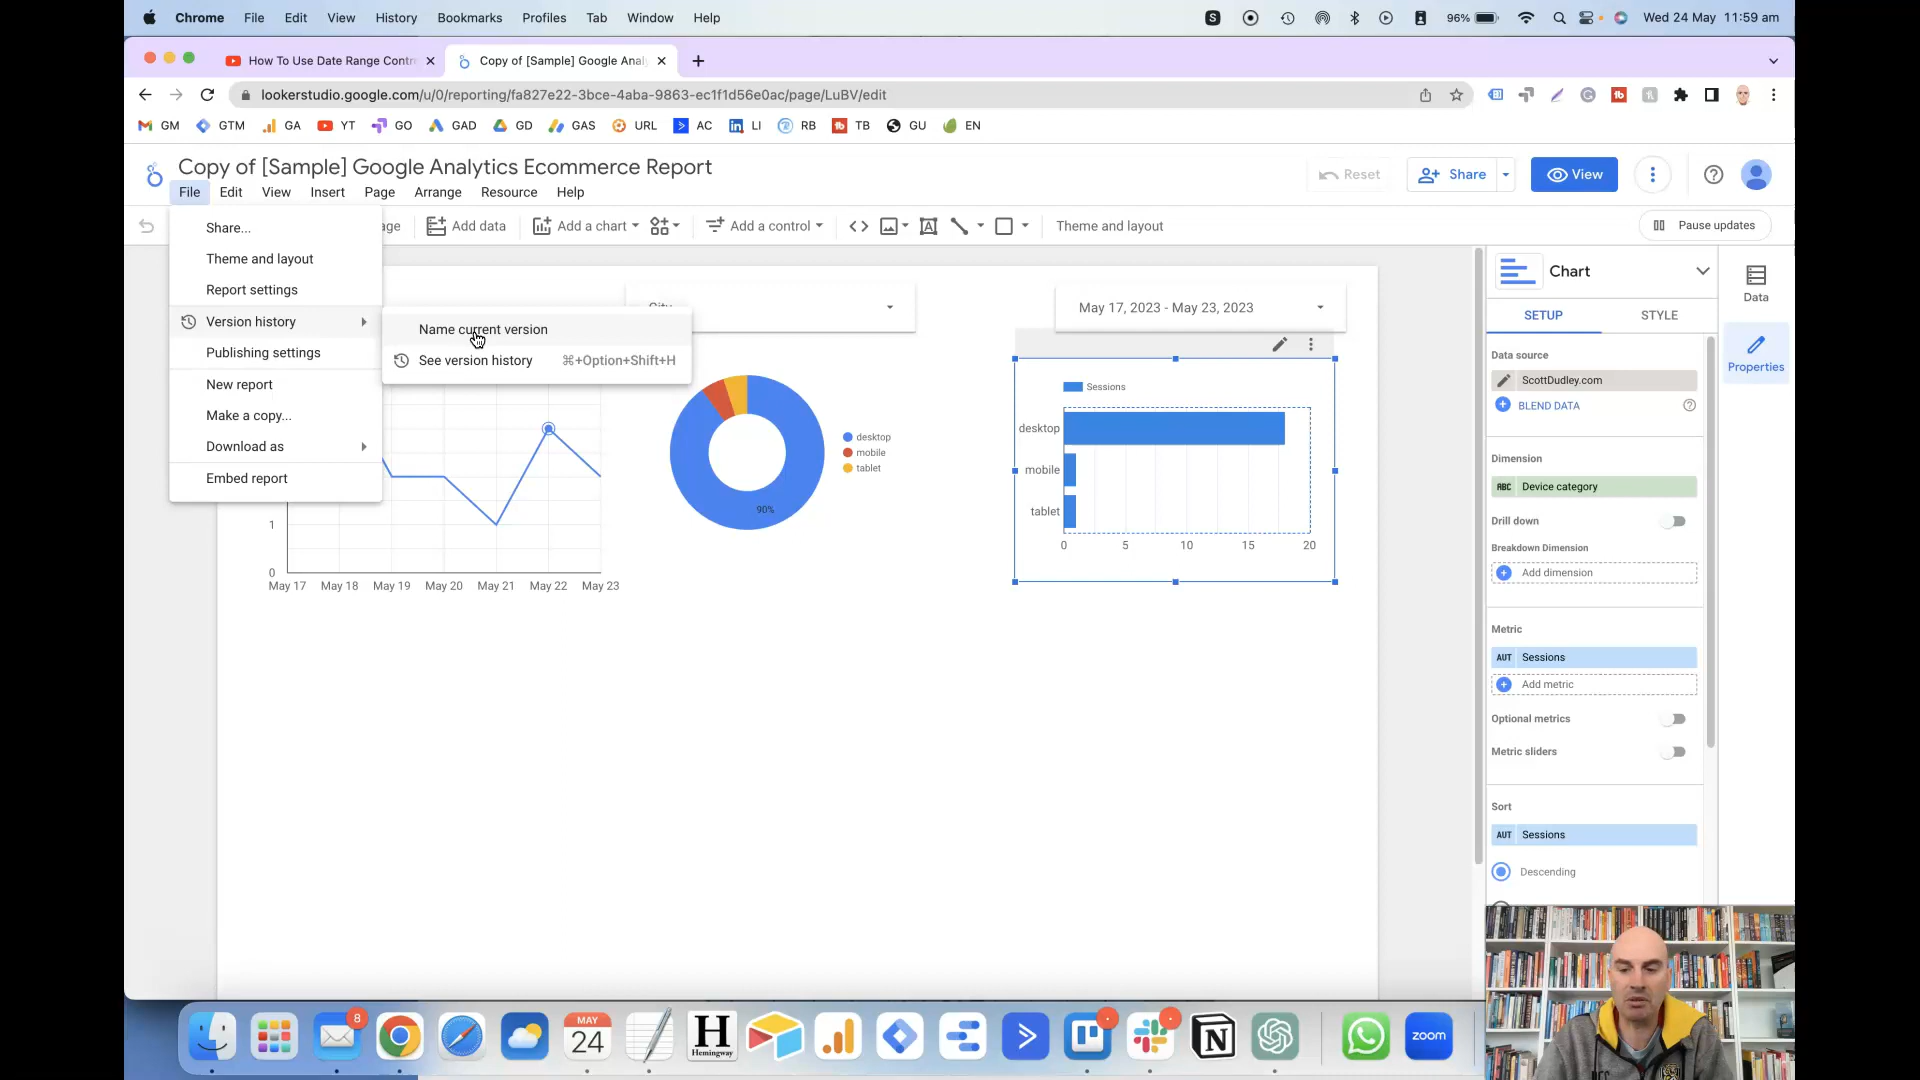 Chrome File Edit View History Bookmarks Profiles Tab Window Help
96% Wed 24 May 11:59 am
How To Use Date Range Contr
Copy of [Sample] Google Anal
lookerstudio.google.com/u/0/reporting/fa827e22-3bce-4aba-9863-ec1f1d56e0ac/page/LuBV/edit
GM GTM GA YT GO GAD GD GAS URL AC LI RB TB GU EN
Copy of [Sample] Google Analytics Ecommerce Report
Reset Share View
File Edit View Insert Page Arrange Resource Help
age Add data Add a chart Add a control Theme and layout Pause updates
Share...
Theme and layout
Report settings
Version history
Publishing settings
New report
Make a copy...
Download as
Embed report
Name current version
See version history ⌘+Option+Shift+H
City
May 17, 2023 - May 23, 2023
1
0
May 17 May 18 May 19 May 20 May 21 May 22 May 23
desktop
mobile
tablet
90%
Sessions
desktop
mobile
tablet
0 5 10 15 20
Chart
SETUP STYLE
Data source
ScottDudley.com
BLEND DATA
Dimension
ABC Device category
Drill down
Breakdown Dimension
Add dimension
Metric
AUT Sessions
Add metric
Optional metrics
Metric sliders
Sort
AUT Sessions
Descending
Data
Properties
8
MAY
24
H
Hemingway
zoom